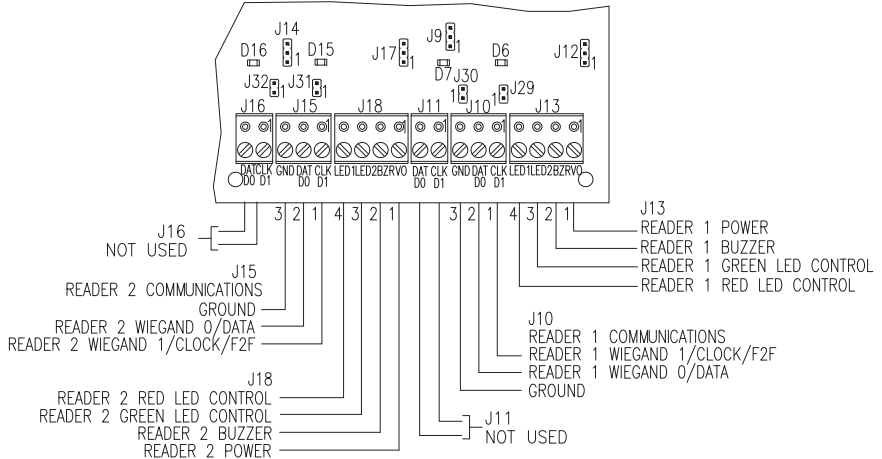 J14
J9
D16
D15
J17
D6
J12
1
1
1
1
D7
J30
J32
J31
J29
1
1
1
1
J16
J15
J18
J11
J10
J13
1
1
1
1
1
1
DAT CLK GND DAT CLK LED1 LED2 BZR VO DAT CLK GND DAT CLK LED1 LED2 BZR VO
D0 D1 D0 D1 D0 D1 D0 D1
3 2 1 4 3 2 1 3 2 1 4 3 2 1
J16
NOT USED
J13
READER 1 POWER
READER 1 BUZZER
READER 1 GREEN LED CONTROL
READER 1 RED LED CONTROL
J15
READER 2 COMMUNICATIONS
GROUND
READER 2 WIEGAND 0/DATA
READER 2 WIEGAND 1/CLOCK/F2F
J10
READER 1 COMMUNICATIONS
READER 1 WIEGAND 1/CLOCK/F2F
READER 1 WIEGAND 0/DATA
GROUND
J18
READER 2 RED LED CONTROL
READER 2 GREEN LED CONTROL
READER 2 BUZZER
READER 2 POWER
J11
NOT USED